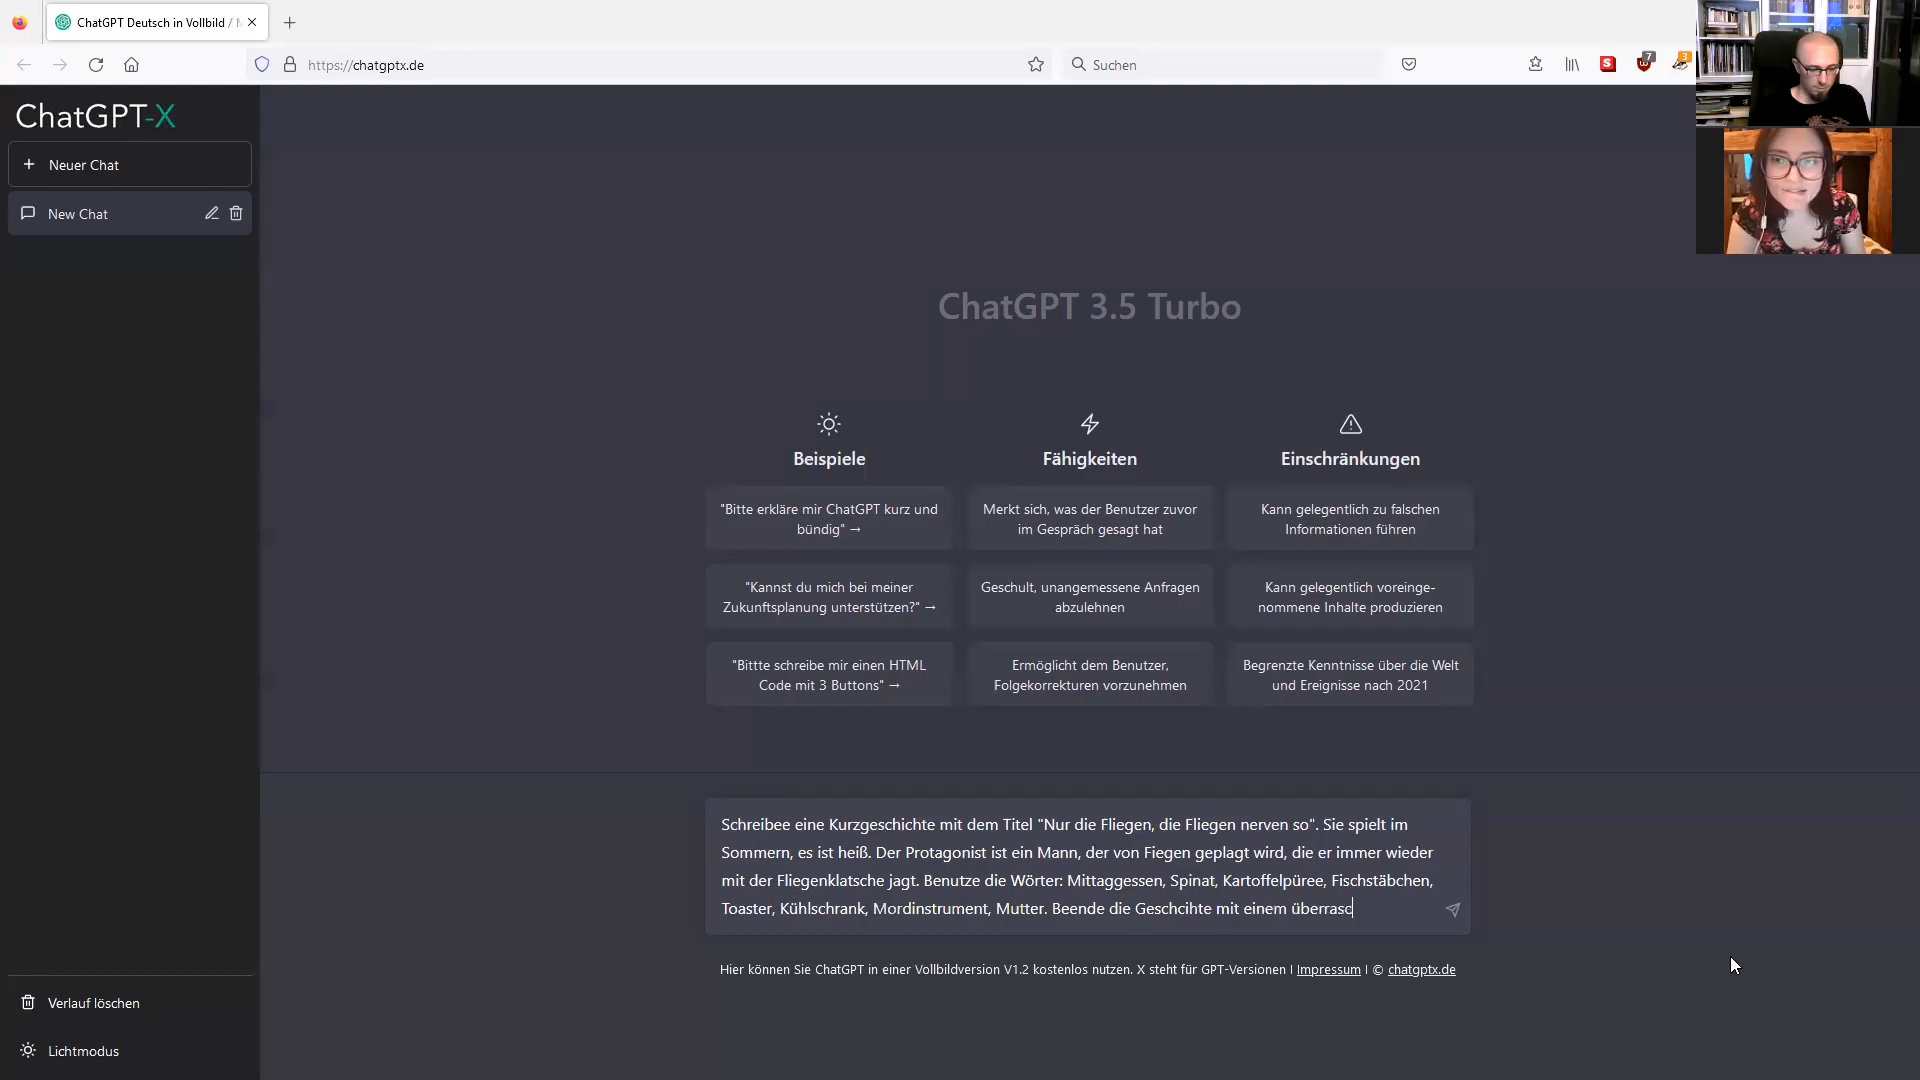 ChatGPT Deutsch in Vollbild /
https://chatgptx.de
Suchen
7
3
ChatGPT-X
Neuer Chat
New Chat
ChatGPT 3.5 Turbo
Beispiele
"Bitte erkläre mir ChatGPT kurz und
bündig" →
"Kannst du mich bei meiner
Zukunftsplanung unterstützen?" →
"Bittte schreibe mir einen HTML
Code mit 3 Buttons" →
Fähigkeiten
Merkt sich, was der Benutzer zuvor
im Gespräch gesagt hat
Geschult, unangemessene Anfragen
abzulehnen
Ermöglicht dem Benutzer,
Folgekorrekturen vorzunehmen
Einschränkungen
Kann gelegentlich zu falschen
Informationen führen
Kann gelegentlich voreinge-
nommene Inhalte produzieren
Begrenzte Kenntnisse über die Welt
und Ereignisse nach 2021
Schreibee eine Kurzgeschichte mit dem Titel "Nur die Fliegen, die Fliegen nerven so". Sie spielt im
Sommern, es ist heiß. Der Protagonist ist ein Mann, der von Fiegen geplagt wird, die er immer wieder
mit der Fliegenklatsche jagt. Benutze die Wörter: Mittaggessen, Spinat, Kartoffelpüree, Fischstäbchen,
Toaster, Kühlschrank, Mordinstrument, Mutter. Beende die Geschcihte mit einem überrasc
Hier können Sie ChatGPT in einer Vollbildversion V1.2 kostenlos nutzen. X steht für GPT-Versionen | Impressum | © chatgptx.de
Verlauf löschen
Lichtmodus